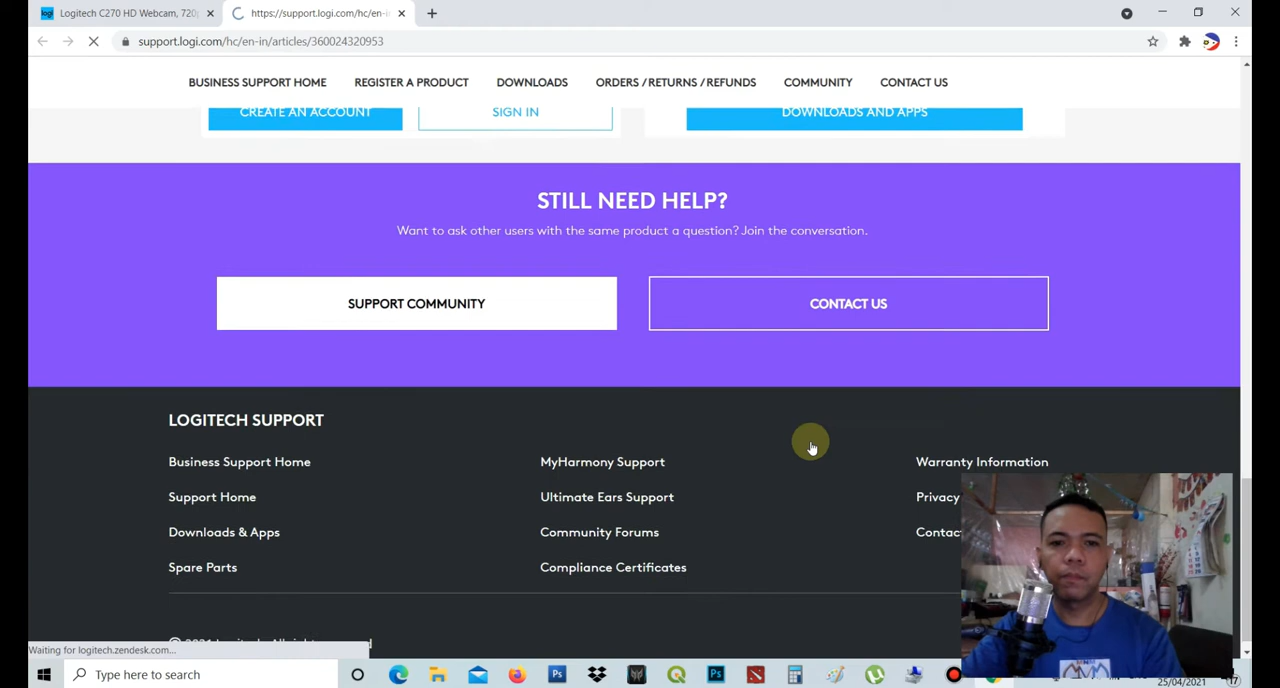 Logitech C270 HD Webcam, 720p
https://support.logi.com/hc/en-in
support.logi.com/hc/en-in/articles/360024320953
BUSINESS SUPPORT HOME REGISTER A PRODUCT DOWNLOADS ORDERS / RETURNS / REFUNDS COMMUNITY CONTACT US
CREATE AN ACCOUNT SIGN IN DOWNLOADS AND APPS
STILL NEED HELP?
Want to ask other users with the same product a question? Join the conversation.
SUPPORT COMMUNITY CONTACT US
LOGITECH SUPPORT
Business Support Home MyHarmony Support Warranty Information
Support Home Ultimate Ears Support Privacy
Downloads & Apps Community Forums Contac
Spare Parts Compliance Certificates
Waiting for logitech.zendesk.com...
Type here to search
25/04/2021
17